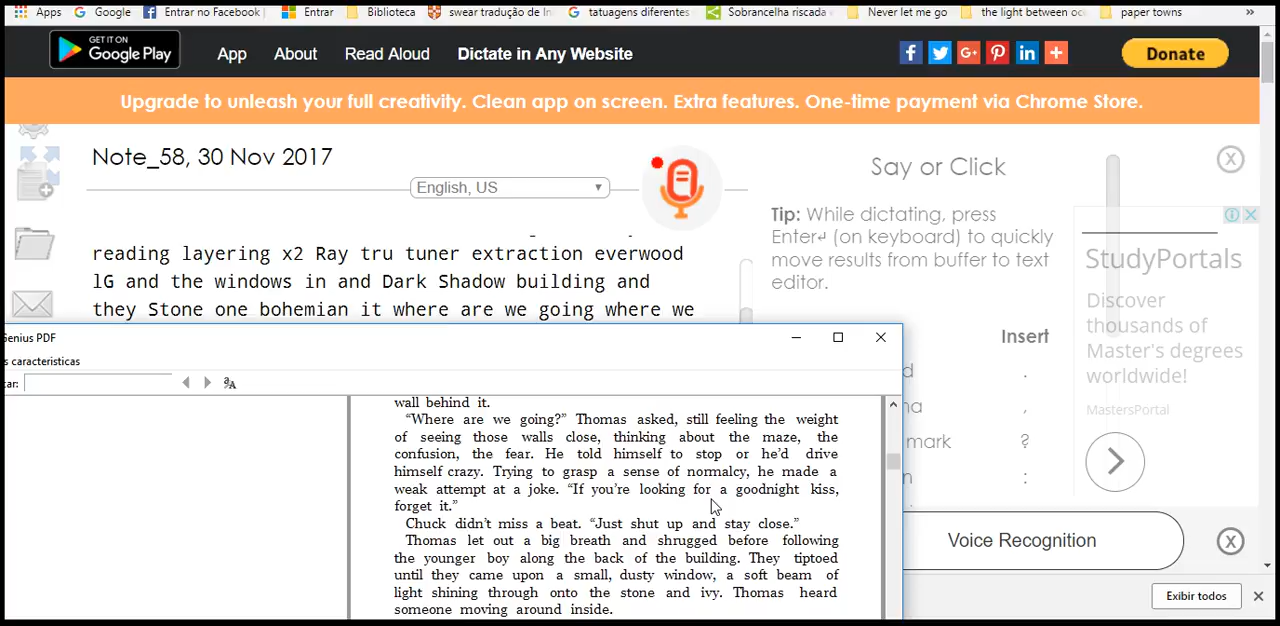 Apps Google Entrar no Facebook Entrar Biblioteca swear tradução de In tatuagens diferentes Sobrancelha riscada Never let me go the light between oc paper towns »
GET IT ON
Google Play
App About Read Aloud Dictate in Any Website
f G+ in + Donate
Upgrade to unleash your full creativity. Clean app on screen. Extra features. One-time payment via Chrome Store.
Note_58, 30 Nov 2017
English, US
reading layering x2 Ray tru tuner extraction everwood
lG and the windows in and Dark Shadow building and
they Stone one bohemian it where are we going where we
Say or Click
X
Tip: While dictating, press
Enter↵ (on keyboard) to quickly
move results from buffer to text
editor.
Insert
.
,
mark ?
:
StudyPortals
Discover
thousands of
Master's degrees
worldwide!
MastersPortal
Genius PDF
s caracteristicas
car:
wall behind it.
“Where are we going?” Thomas asked, still feeling the weight
of seeing those walls close, thinking about the maze, the
confusion, the fear. He told himself to stop or he’d drive
himself crazy. Trying to grasp a sense of normalcy, he made a
weak attempt at a joke. “If you’re looking for a goodnight kiss,
forget it.”
Chuck didn’t miss a beat. “Just shut up and stay close.”
Thomas let out a big breath and shrugged before following
the younger boy along the back of the building. They tiptoed
until they came upon a small, dusty window, a soft beam of
light shining through onto the stone and ivy. Thomas heard
someone moving around inside.
Voice Recognition
X
Exibir todos